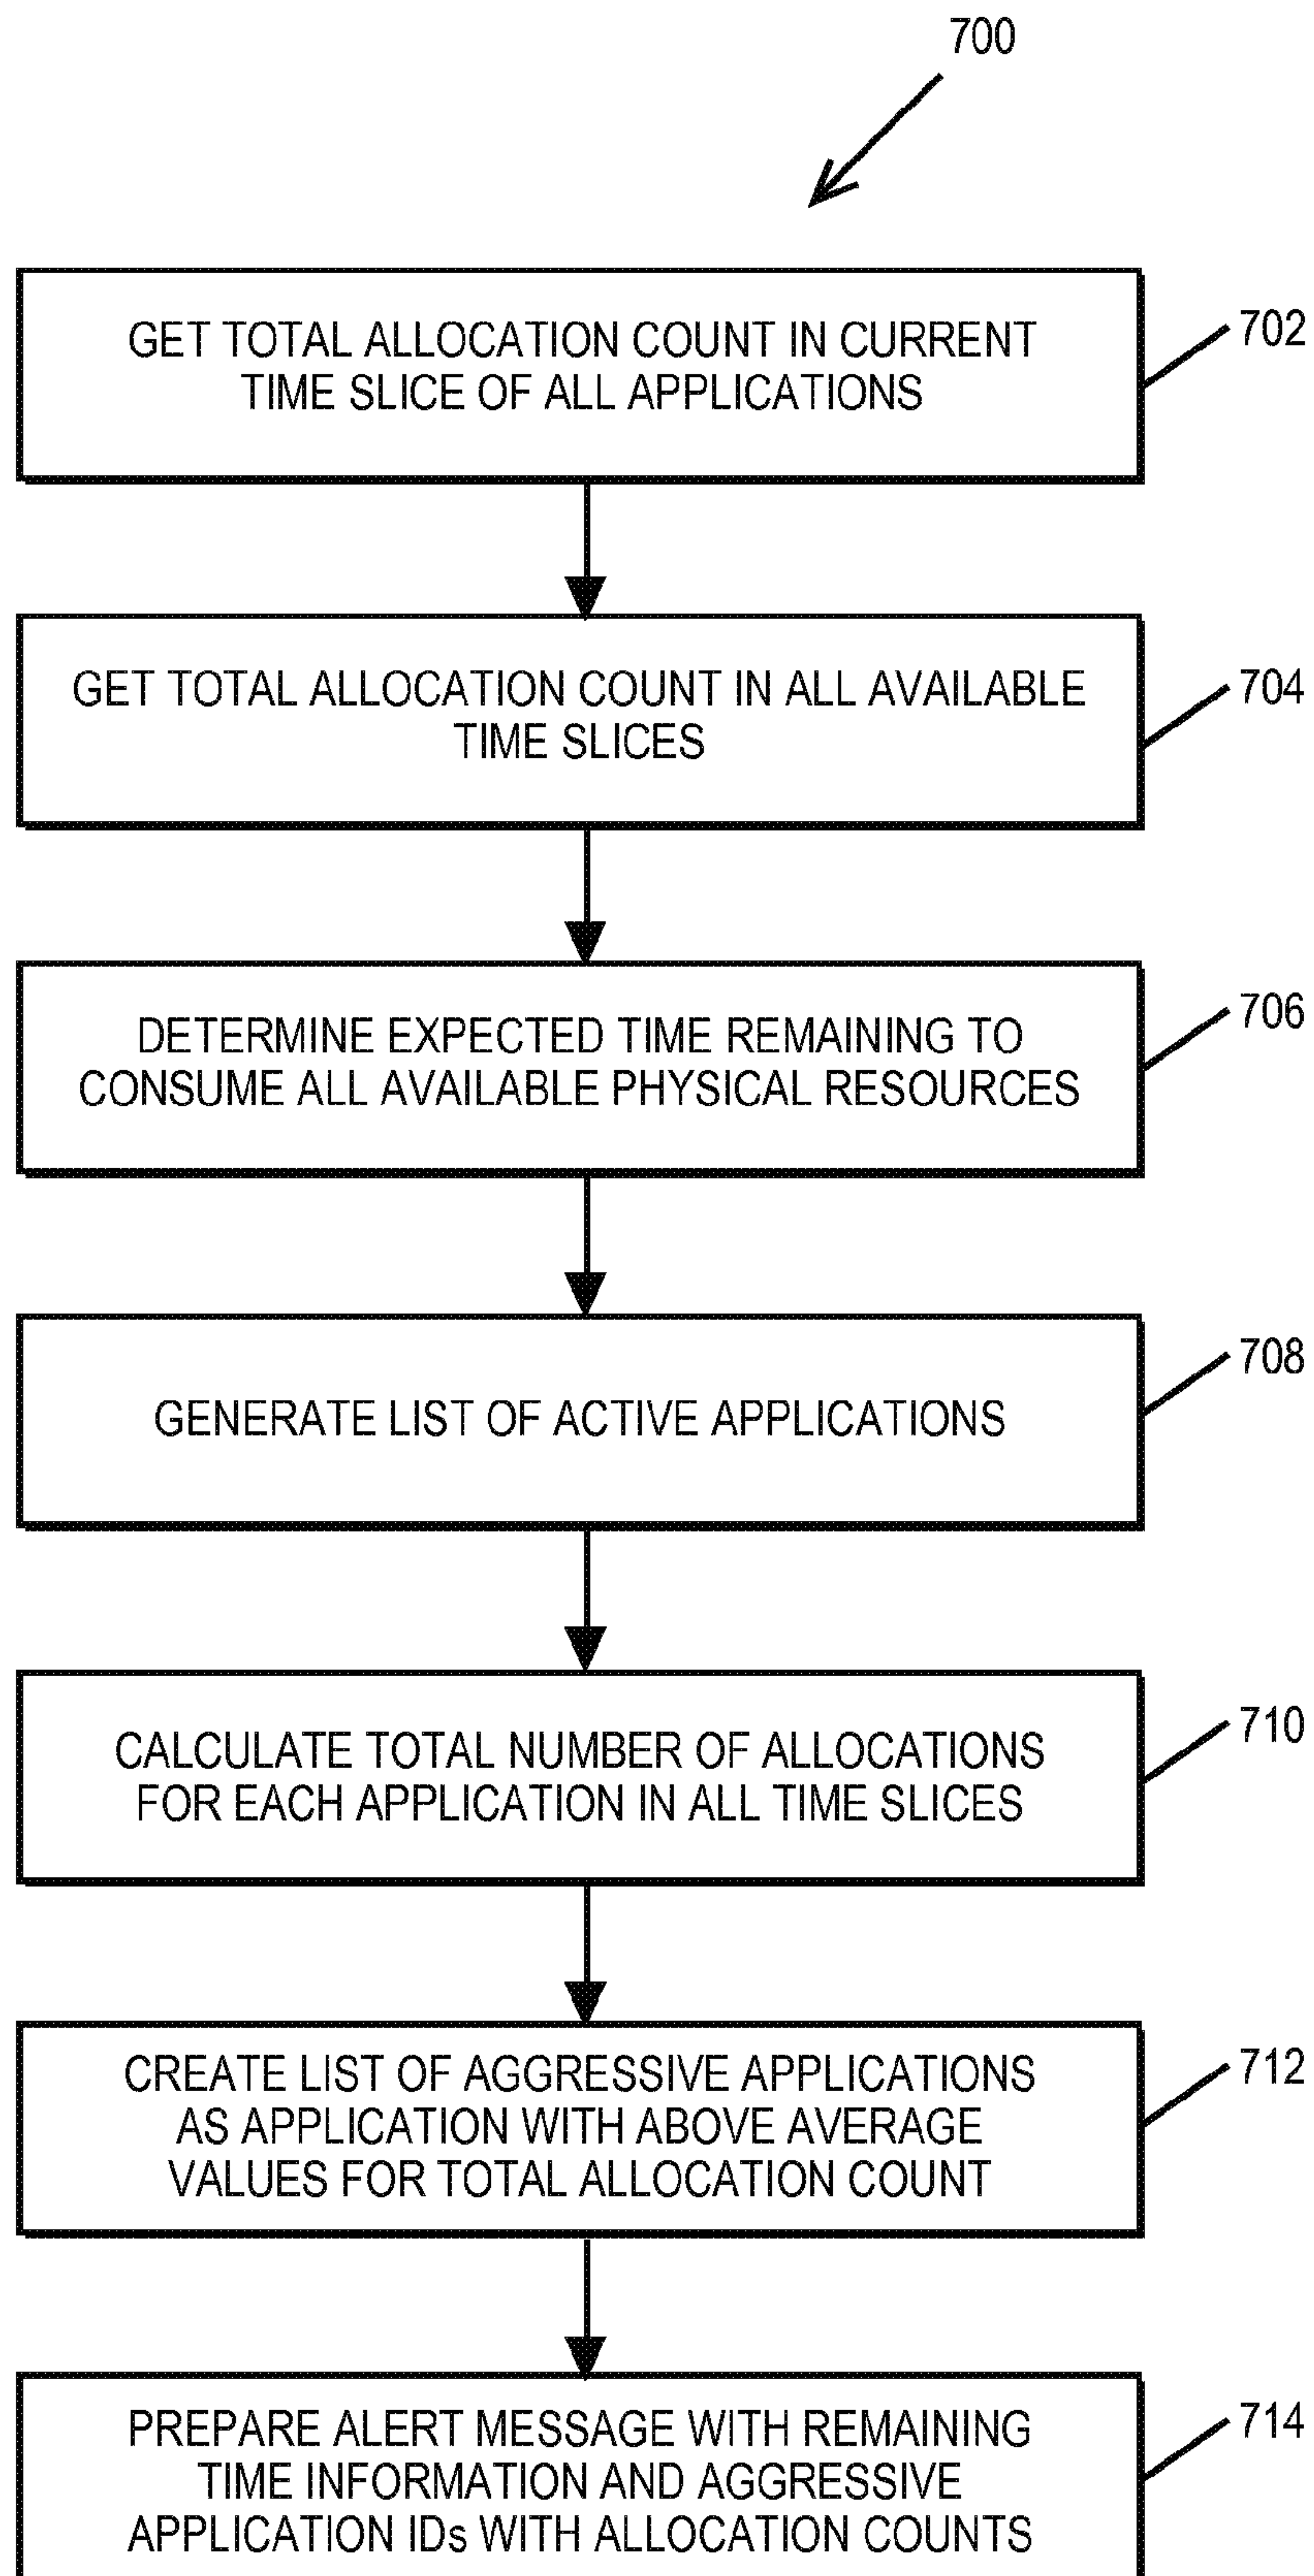 700
GET TOTAL ALLOCATION COUNT IN CURRENT
TIME SLICE OF ALL APPLICATIONS
702
GET TOTAL ALLOCATION COUNT IN ALL AVAILABLE
TIME SLICES
704
DETERMINE EXPECTED TIME REMAINING TO
CONSUME ALL AVAILABLE PHYSICAL RESOURCES
706
GENERATE LIST OF ACTIVE APPLICATIONS
708
CALCULATE TOTAL NUMBER OF ALLOCATIONS
FOR EACH APPLICATION IN ALL TIME SLICES
710
CREATE LIST OF AGGRESSIVE APPLICATIONS
AS APPLICATION WITH ABOVE AVERAGE
VALUES FOR TOTAL ALLOCATION COUNT
712
PREPARE ALERT MESSAGE WITH REMAINING
TIME INFORMATION AND AGGRESSIVE
APPLICATION IDs WITH ALLOCATION COUNTS
714